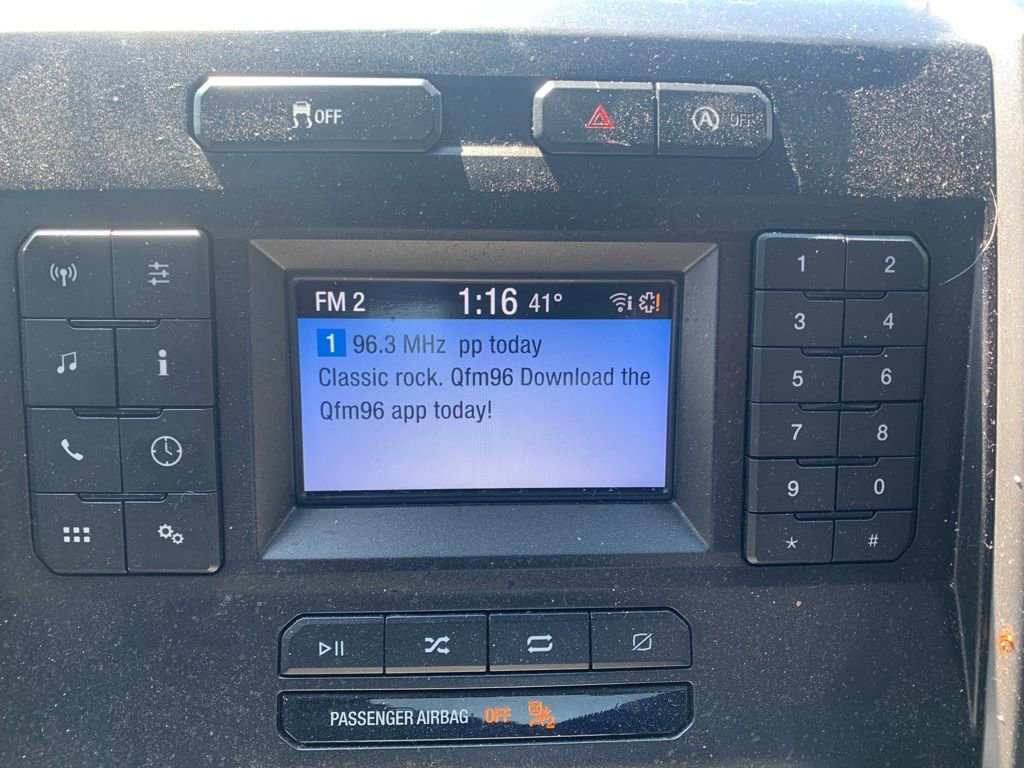 OFF
A OFF
FM 2 1:16 41° i !
1 96.3 MHz pp today
Classic rock. Qfm96 Download the
Qfm96 app today!
i
1 2
3 4
5 6
7 8
9 0
* #
PASSENGER AIRBAG OFF 2